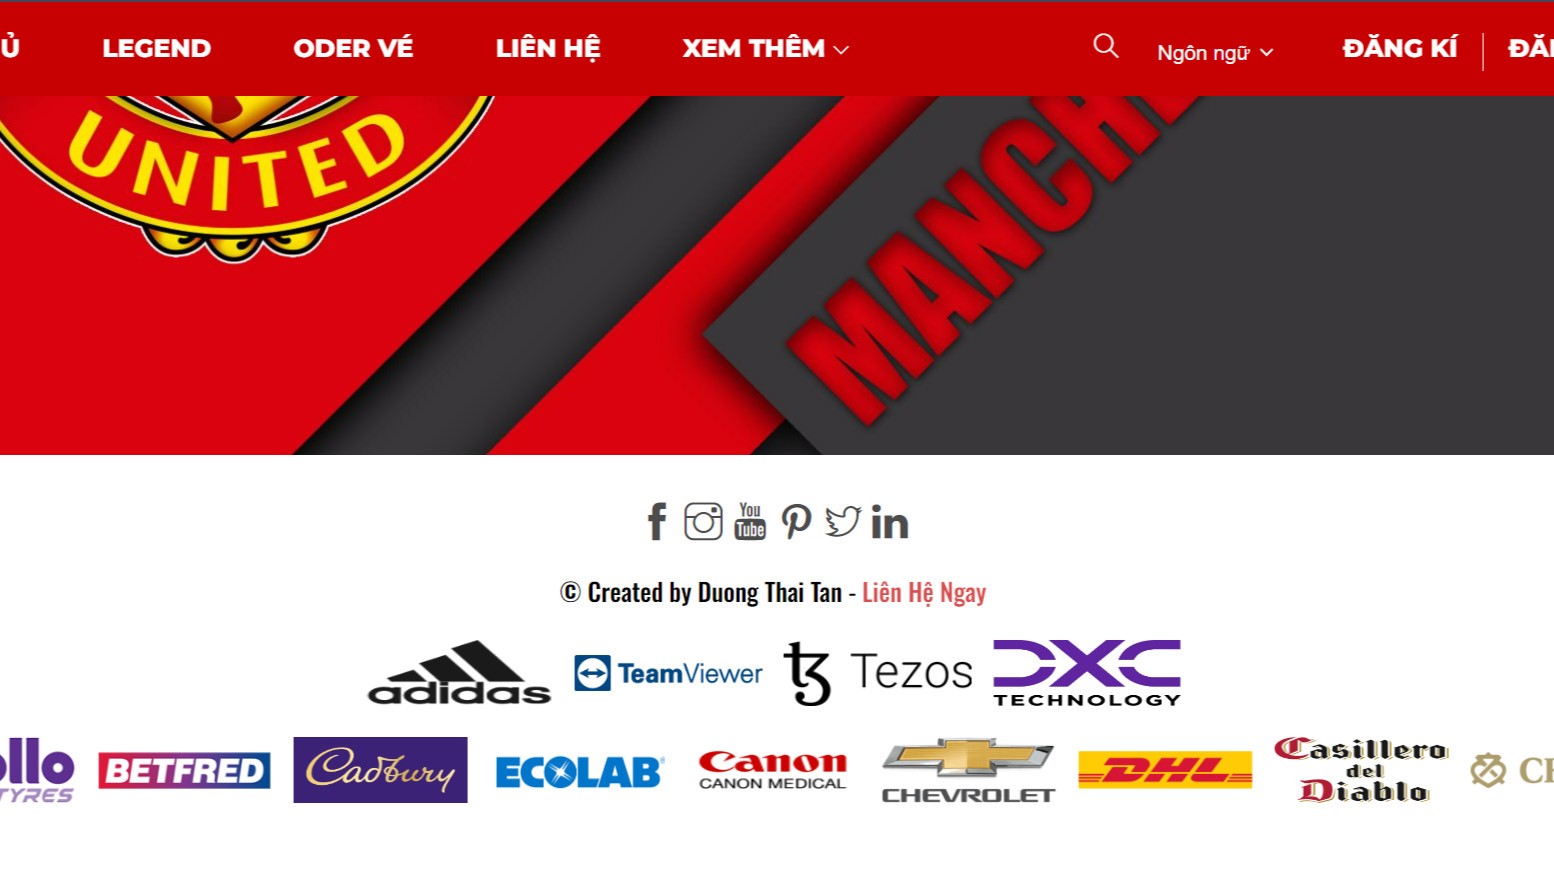 Ủ LEGEND ODER VÉ LIÊN HỆ XEM THÊM Ngôn ngữ ĐĂNG KÍ ĐĂ
UNITED
MANCHE
You Tube
© Created by Duong Thai Tan - Liên Hệ Ngay
adidas TeamViewer Tezos DXC TECHNOLOGY
ollo TYRES BETFRED Cadbury ECOLAB Canon CANON MEDICAL CHEVROLET DHL Casillero del Diablo CH